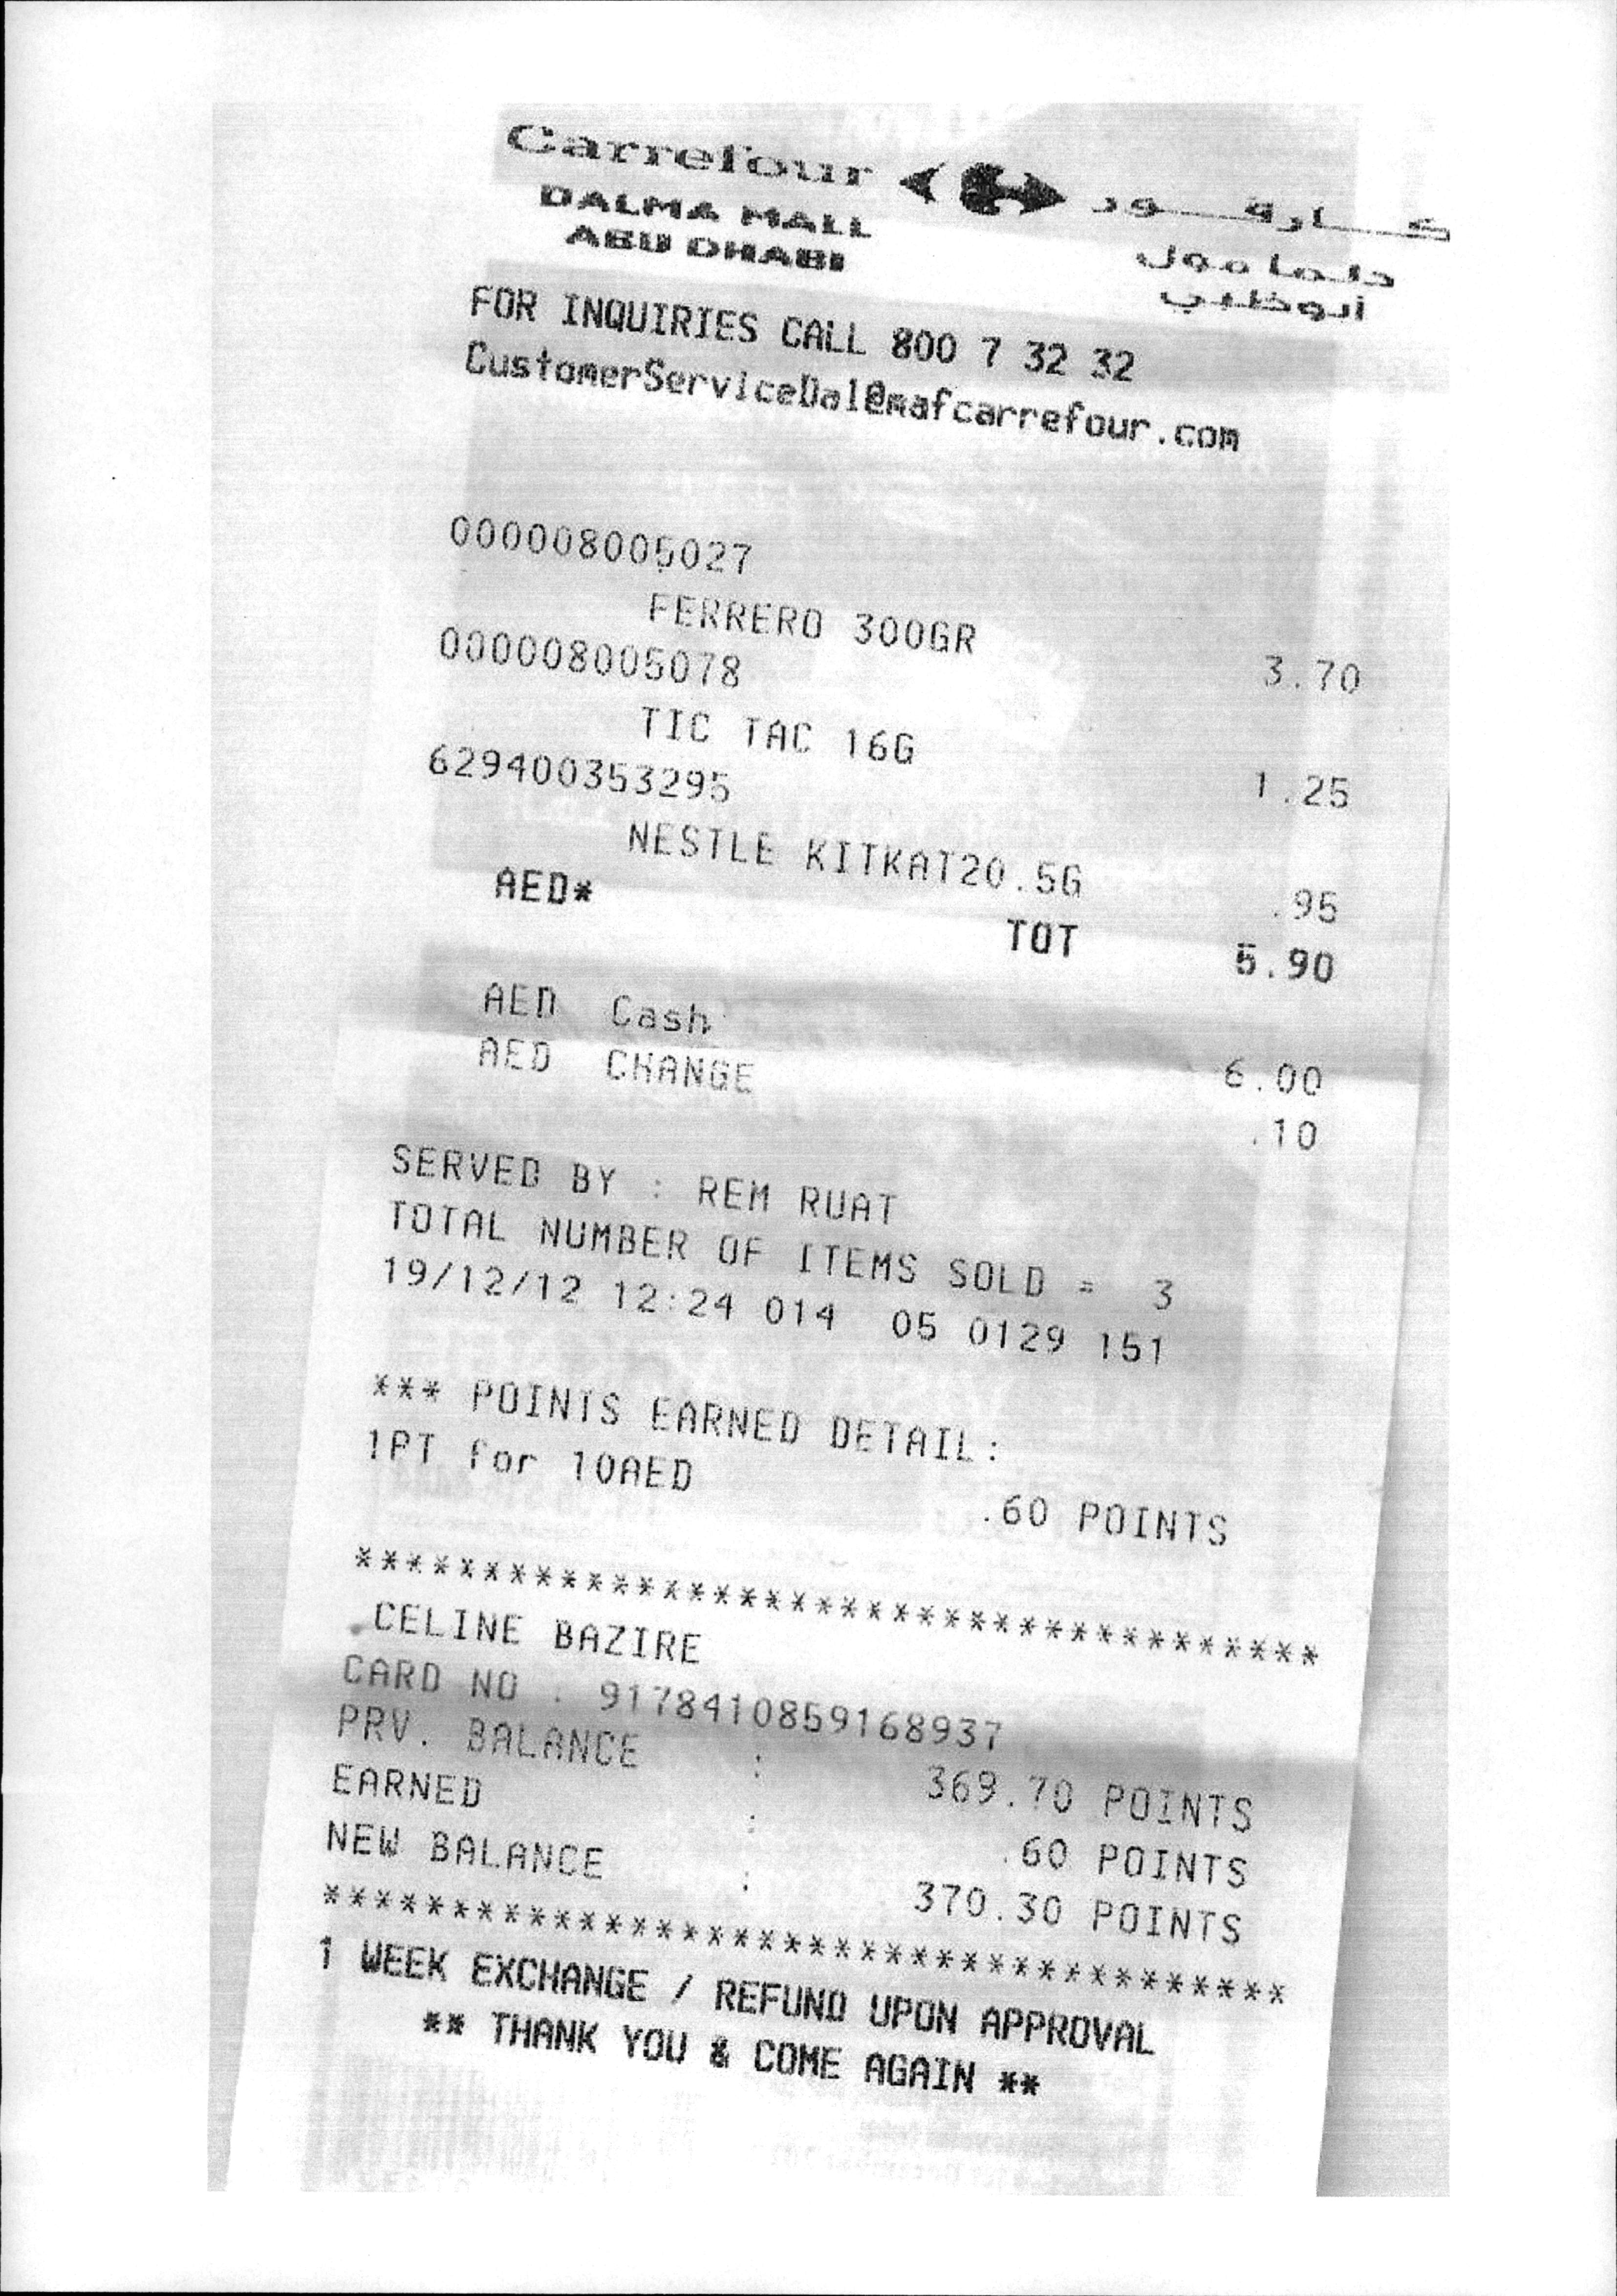 Carrefour كارفور
DALMA MALL دلما مول
ABU DHABI أبوظبي
FOR INQUIRIES CALL 800 7 32 32
CustomerServiceDal@mafcarrefour.com
000008005027
FERRERO 300GR 3.70
000008005078
TIC TAC 16G 1.25
629400353295
NESTLE KITKAT20.5G .95
AED* TOT 5.90
AED Cash 6.00
AED CHANGE .10
SERVED BY : REM RUAT
TOTAL NUMBER OF ITEMS SOLD = 3
19/12/12 12:24 014 05 0129 151
*** POINTS EARNED DETAIL:
1PT for 10AED .60 POINTS
**************************************
CELINE BAZIRE
CARD NO : 9178410859168937
PRV. BALANCE : 369.70 POINTS
EARNED : .60 POINTS
NEW BALANCE : 370.30 POINTS
**************************************
1 WEEK EXCHANGE / REFUND UPON APPROVAL
** THANK YOU & COME AGAIN **